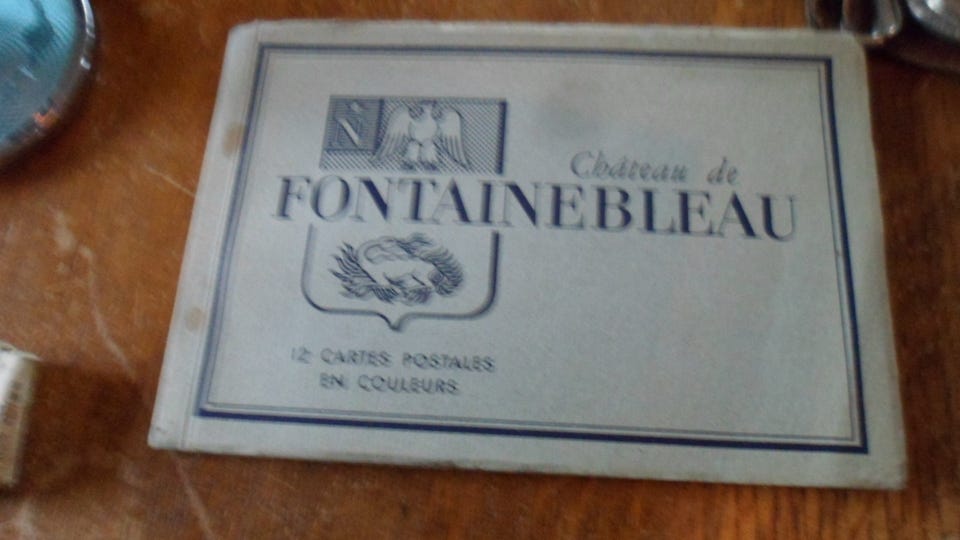 N
Château de
FONTAINEBLEAU
12 CARTES POSTALES
EN COULEURS